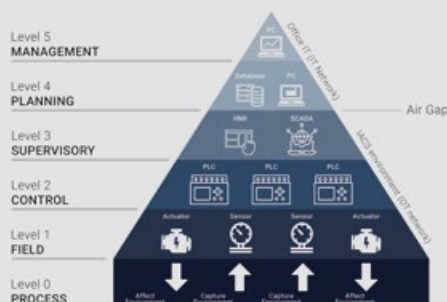 Level 5
MANAGEMENT
PC
Office IT (IT Network)
Level 4
PLANNING
Database
PC
Air Gap
Level 3
SUPERVISORY
HMI
SCADA
IACS environment (OT network)
Level 2
CONTROL
PLC
PLC
PLC
Level 1
FIELD
Actuator
Sensor
Sensor
Actuator
Level 0
PROCESS
Affect
Capture
Capture
Affect